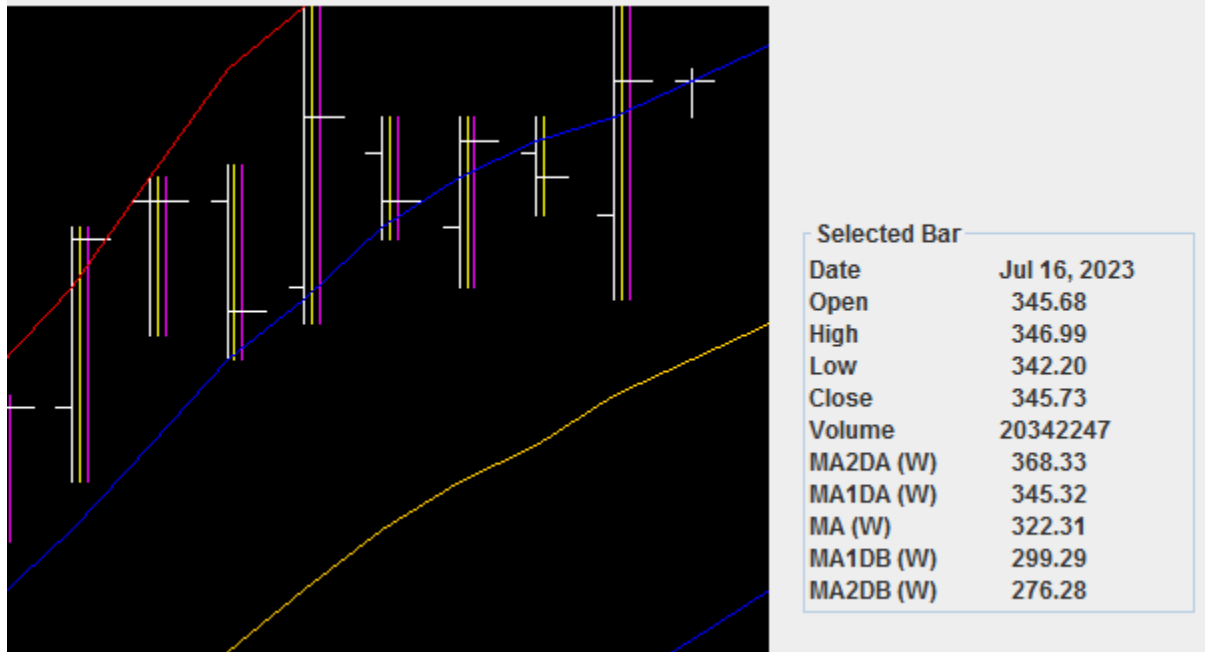 Selected Bar
Date Jul 16, 2023
Open 345.68
High 346.99
Low 342.20
Close 345.73
Volume 20342247
MA2DA (W) 368.33
MA1DA (W) 345.32
MA (W) 322.31
MA1DB (W) 299.29
MA2DB (W) 276.28